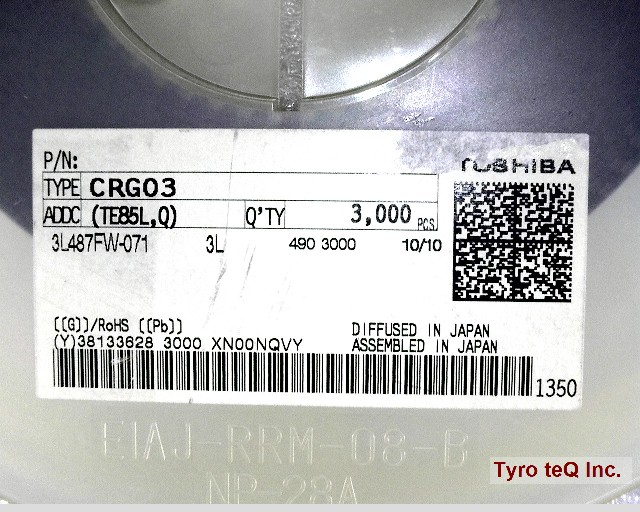 P/N:
TOSHIBA
TYPE CRG03
ADDC (TE85L,Q) Q'TY 3,000 PCS
3L487FW-071 3L 490 3000 10/10
[[G]]/RoHS [[Pb]]
DIFFUSED IN JAPAN
(Y)38133628 3000 XN00NQVY
ASSEMBLED IN JAPAN
1350
EIAJ-RRM-08-B
NP-28A
Tyro teQ Inc.